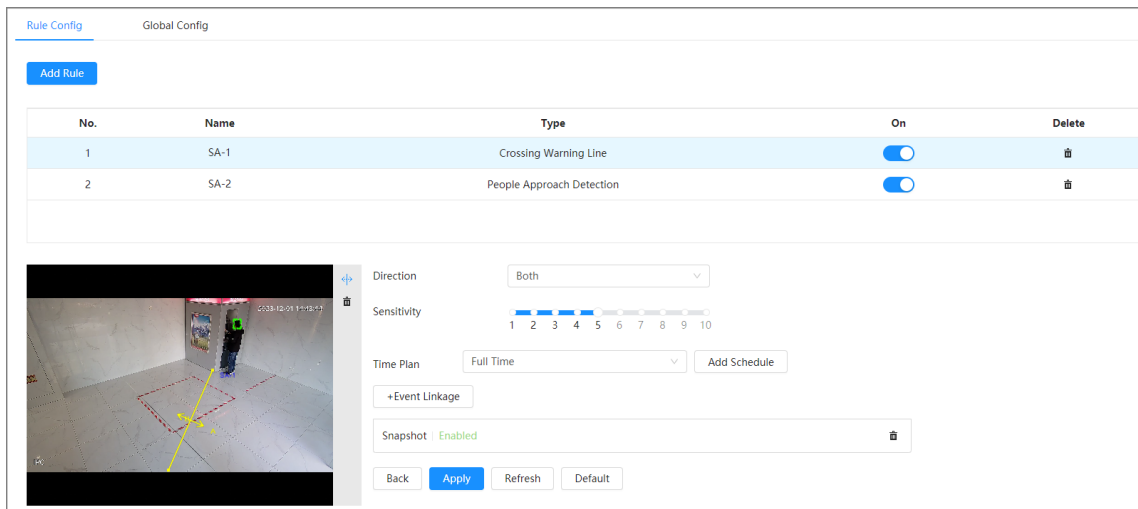 Rule Config Global Config
Add Rule
No. Name Type On Delete
1 SA-1 Crossing Warning Line
2 SA-2 People Approach Detection
Direction Both
Sensitivity
1 2 3 4 5 6 7 8 9 10
Time Plan Full Time Add Schedule
+Event Linkage
Snapshot Enabled
Back Apply Refresh Default